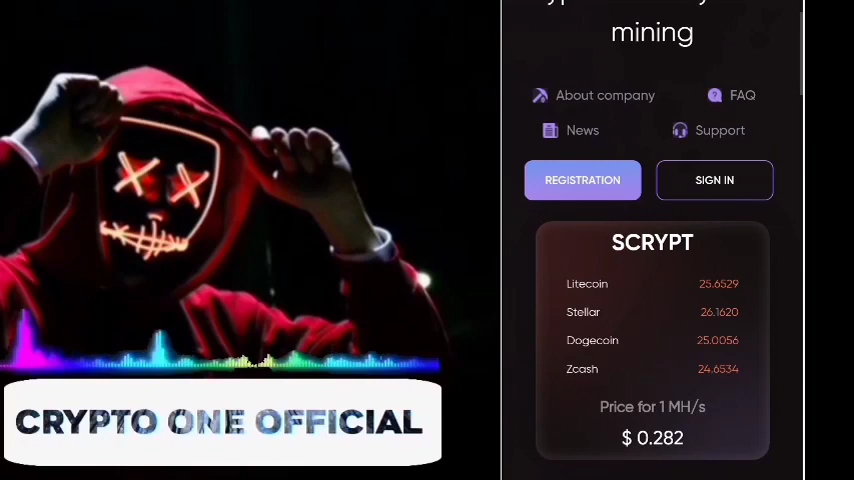 CRYPTO ONE OFFICIAL
mining
About company
FAQ
News
Support
REGISTRATION
SIGN IN
SCRYPT
Litecoin 25.6529
Stellar 26.1620
Dogecoin 25.0056
Zcash 24.6534
Price for 1 MH/s
$ 0.282